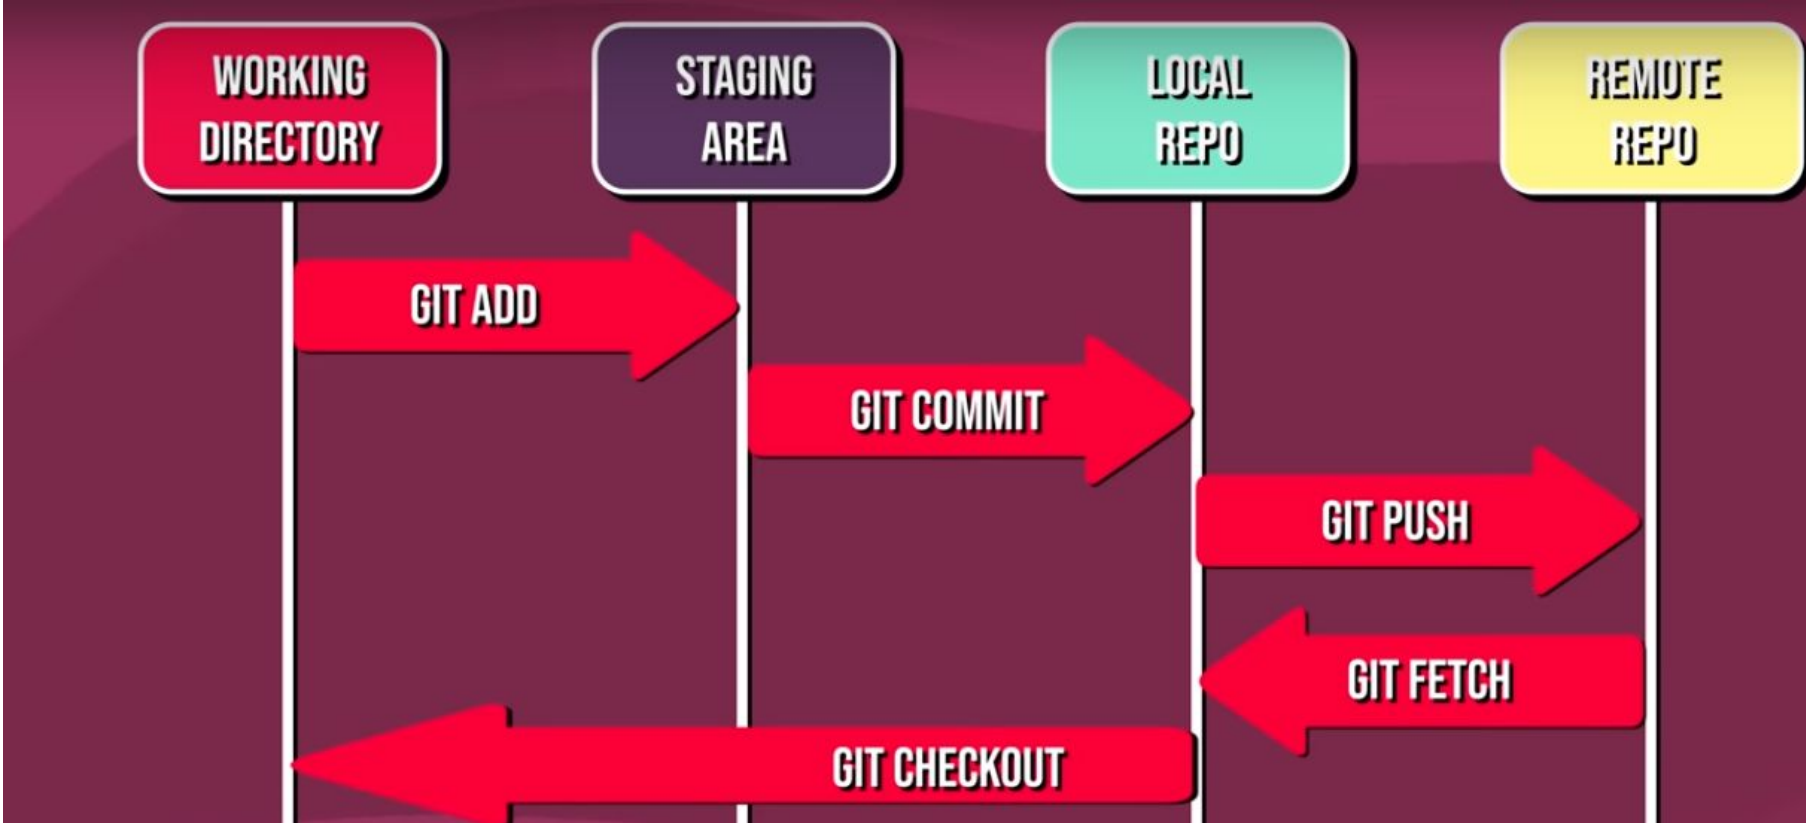 WORKING
DIRECTORY
STAGING
AREA
LOCAL
REPO
REMOTE
REPO
GIT ADD
GIT COMMIT
GIT PUSH
GIT FETCH
GIT CHECKOUT